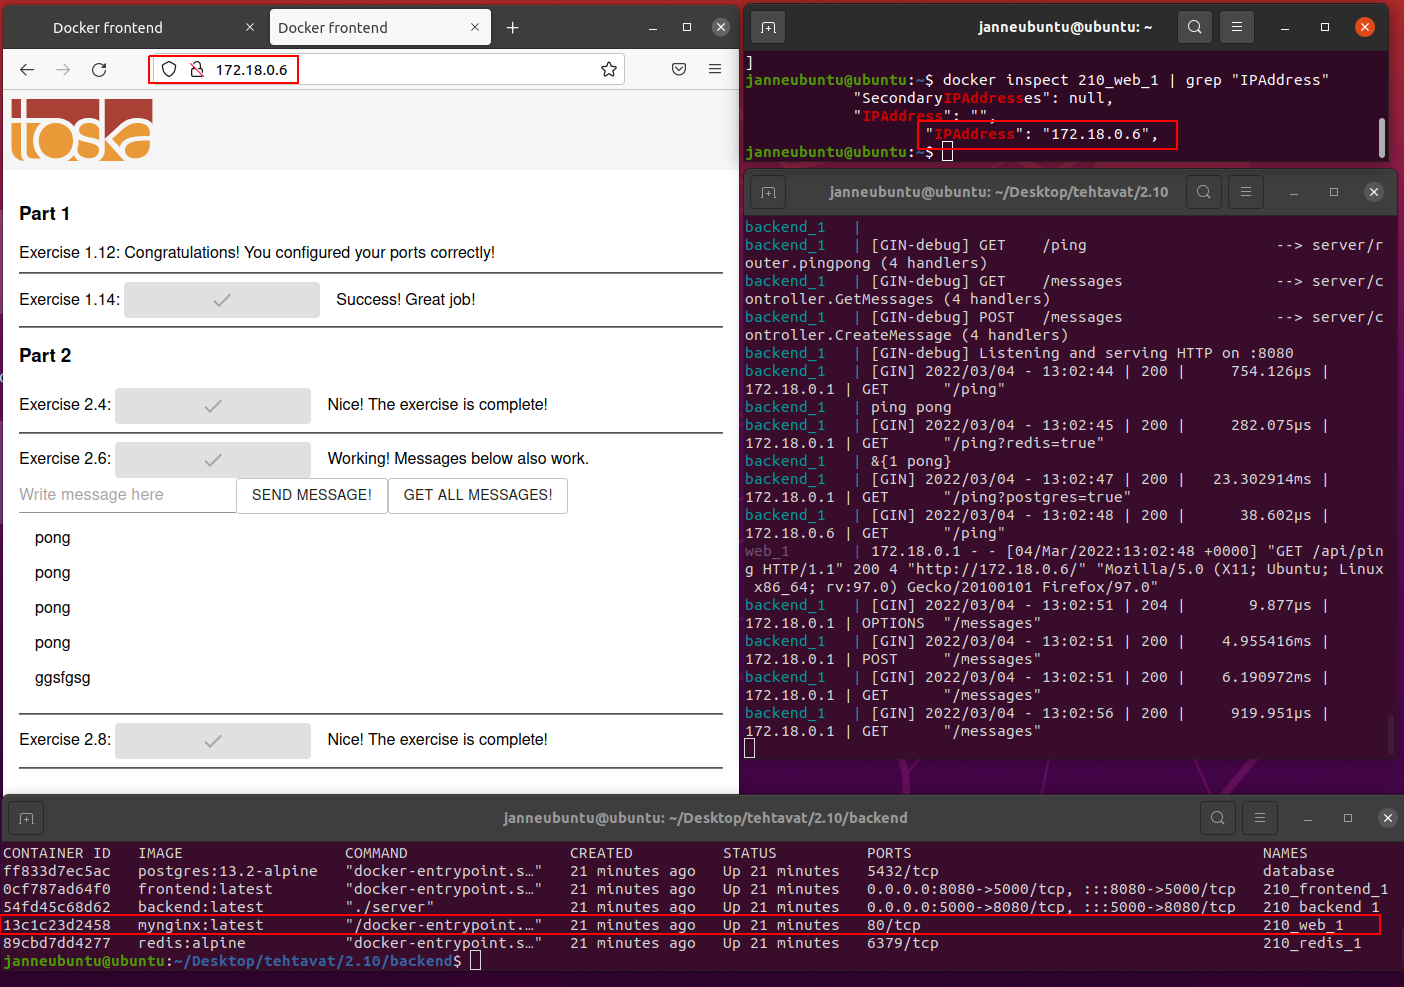 Docker frontend
Docker frontend
172.18.0.6
toska
Part 1
Exercise 1.12: Congratulations! You configured your ports correctly!
Exercise 1.14: Success! Great job!
Part 2
Exercise 2.4: Nice! The exercise is complete!
Exercise 2.6: Working! Messages below also work.
Write message here SEND MESSAGE! GET ALL MESSAGES!
pong
pong
pong
pong
ggsfgsg
Exercise 2.8: Nice! The exercise is complete!
janneubuntu@ubuntu: ~
]
janneubuntu@ubuntu:~$ docker inspect 210_web_1 | grep "IPAddress"
"SecondaryIPAddresses": null,
"IPAddress": "",
"IPAddress": "172.18.0.6",
janneubuntu@ubuntu:~$
janneubuntu@ubuntu: ~/Desktop/tehtavat/2.10
backend_1 |
backend_1 | [GIN-debug] GET /ping --> server/r
outer.pingpong (4 handlers)
backend_1 | [GIN-debug] GET /messages --> server/c
ontroller.GetMessages (4 handlers)
backend_1 | [GIN-debug] POST /messages --> server/c
ontroller.CreateMessage (4 handlers)
backend_1 | [GIN-debug] Listening and serving HTTP on :8080
backend_1 | [GIN] 2022/03/04 - 13:02:44 | 200 | 754.126µs |
172.18.0.1 | GET "/ping"
backend_1 | ping pong
backend_1 | [GIN] 2022/03/04 - 13:02:45 | 200 | 282.075µs |
172.18.0.1 | GET "/ping?redis=true"
backend_1 | &{1 pong}
backend_1 | [GIN] 2022/03/04 - 13:02:47 | 200 | 23.302914ms |
172.18.0.1 | GET "/ping?postgres=true"
backend_1 | [GIN] 2022/03/04 - 13:02:48 | 200 | 38.602µs |
172.18.0.6 | GET "/ping"
web_1 | 172.18.0.1 - - [04/Mar/2022:13:02:48 +0000] "GET /api/pin
g HTTP/1.1" 200 4 "http://172.18.0.6/" "Mozilla/5.0 (X11; Ubuntu; Linux
x86_64; rv:97.0) Gecko/20100101 Firefox/97.0"
backend_1 | [GIN] 2022/03/04 - 13:02:51 | 204 | 9.877µs |
172.18.0.1 | OPTIONS "/messages"
backend_1 | [GIN] 2022/03/04 - 13:02:51 | 200 | 4.955416ms |
172.18.0.1 | POST "/messages"
backend_1 | [GIN] 2022/03/04 - 13:02:51 | 200 | 6.190972ms |
172.18.0.1 | GET "/messages"
backend_1 | [GIN] 2022/03/04 - 13:02:56 | 200 | 919.951µs |
172.18.0.1 | GET "/messages"
janneubuntu@ubuntu: ~/Desktop/tehtavat/2.10/backend
CONTAINER ID IMAGE COMMAND CREATED STATUS PORTS NAMES
ff833d7ec5ac postgres:13.2-alpine "docker-entrypoint.s…" 21 minutes ago Up 21 minutes 5432/tcp database
0cf787ad64f0 frontend:latest "docker-entrypoint.s…" 21 minutes ago Up 21 minutes 0.0.0.0:8080->5000/tcp, :::8080->5000/tcp 210_frontend_1
54fd45c68d62 backend:latest "./server" 21 minutes ago Up 21 minutes 0.0.0.0:5000->8080/tcp, :::5000->8080/tcp 210_backend_1
13c1c23d2458 mynginx:latest "/docker-entrypoint.…" 21 minutes ago Up 21 minutes 80/tcp 210_web_1
89cbd7dd4277 redis:alpine "docker-entrypoint.s…" 21 minutes ago Up 21 minutes 6379/tcp 210_redis_1
janneubuntu@ubuntu:~/Desktop/tehtavat/2.10/backend$